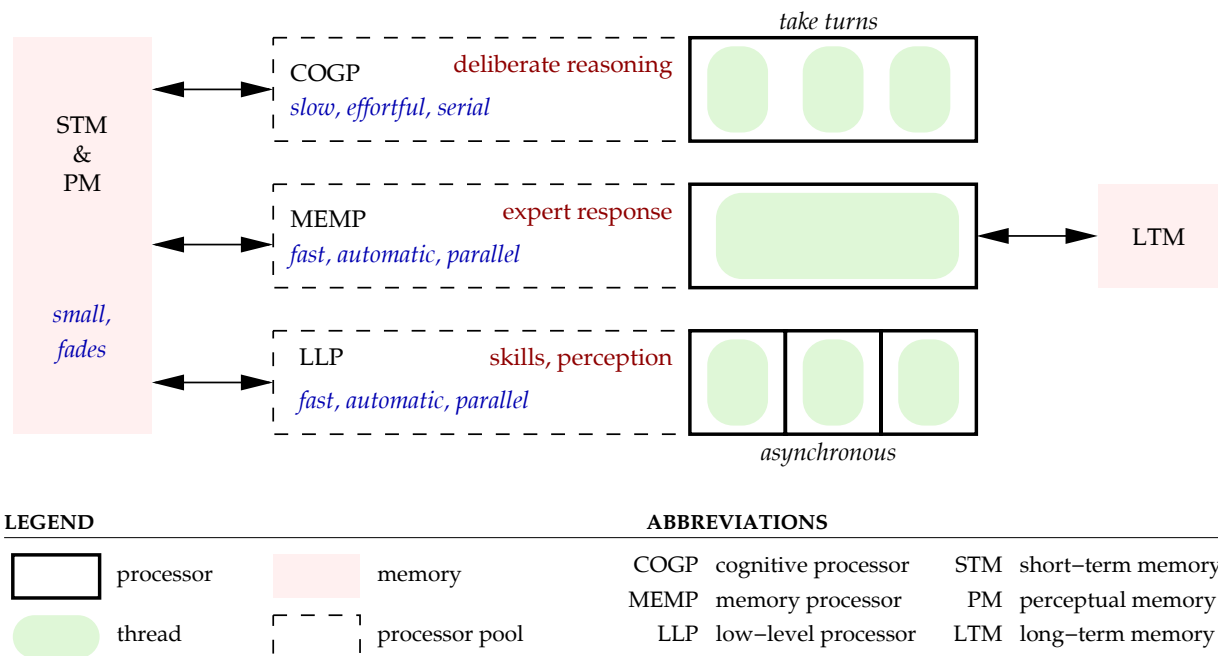 take turns
COGP deliberate reasoning
slow, effortful, serial
STM
&
PM
MEMP expert response
fast, automatic, parallel
LTM
small,
fades
LLP skills, perception
fast, automatic, parallel
asynchronous
LEGEND
processor memory
thread processor pool
ABBREVIATIONS
COGP cognitive processor STM short−term memory
MEMP memory processor PM perceptual memory
LLP low−level processor LTM long−term memory